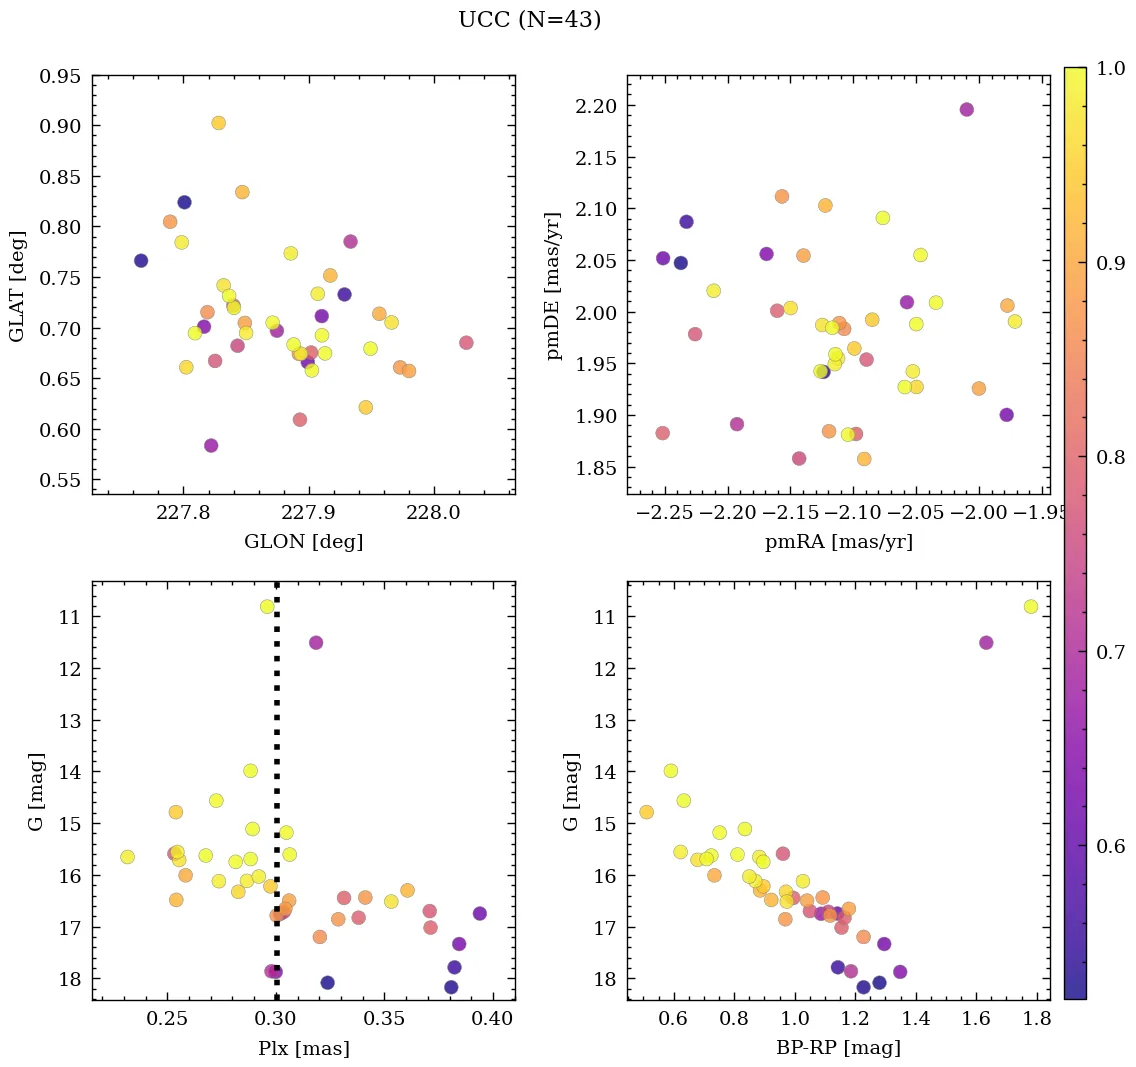 UCC (N=43)
0.95
0.90
0.85
0.80
0.75
0.70
0.65
0.60
0.55
GLAT [deg]
227.8 227.9 228.0
GLON [deg]
2.20
2.15
2.10
2.05
2.00
1.95
1.90
1.85
pmDE [mas/yr]
−2.25 −2.20 −2.15 −2.10 −2.05 −2.00 −1.95
pmRA [mas/yr]
11
12
13
14
15
16
17
18
G [mag]
0.25 0.30 0.35 0.40
Plx [mas]
11
12
13
14
15
16
17
18
G [mag]
0.6 0.8 1.0 1.2 1.4 1.6 1.8
BP-RP [mag]
1.0
0.9
0.8
0.7
0.6